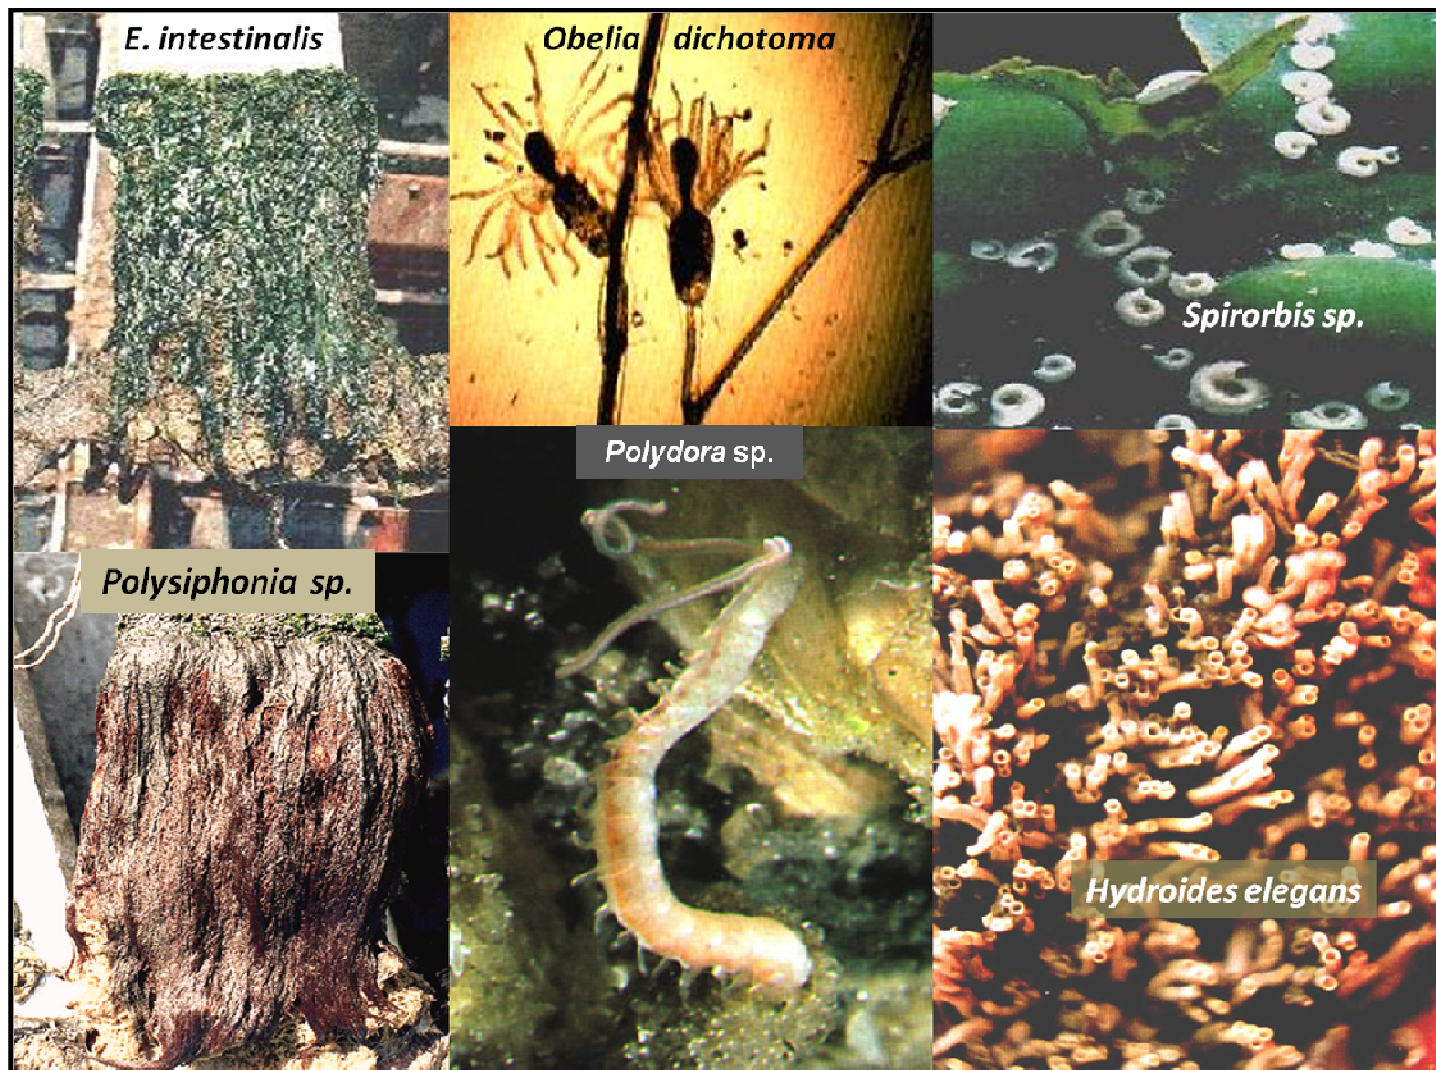 E. intestinalis
Obelia dichotoma
Spirorbis sp.
Polydora sp.
Polysiphonia sp.
Hydroides elegans